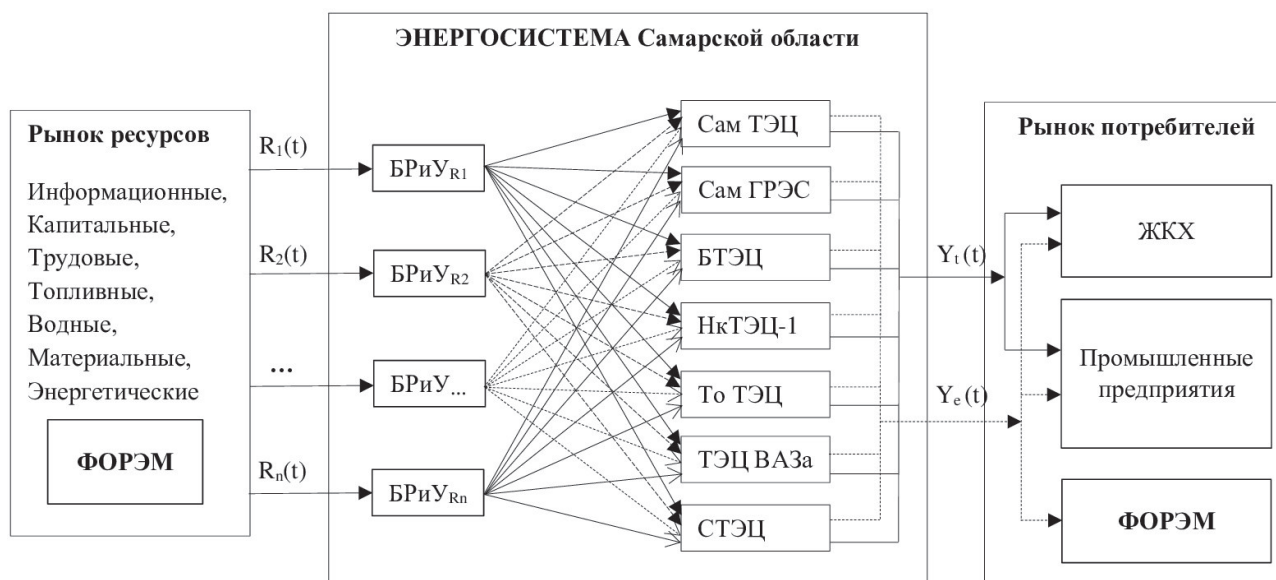 ЭНЕРГОСИСТЕМА Самарской области
Рынок ресурсов
Информационные,
Капитальные,
Трудовые,
Топливные,
Водные,
Материальные,
Энергетические
ФОРЭМ
R1(t)
R2(t)
...
Rn(t)
БРиУR1
БРиУR2
БРиУ...
БРиУRn
Сам ТЭЦ
Сам ГРЭС
БТЭЦ
НкТЭЦ-1
То ТЭЦ
ТЭЦ ВАЗа
СТЭЦ
Yt(t)
Ye(t)
Рынок потребителей
ЖКХ
Промышленные
предприятия
ФОРЭМ